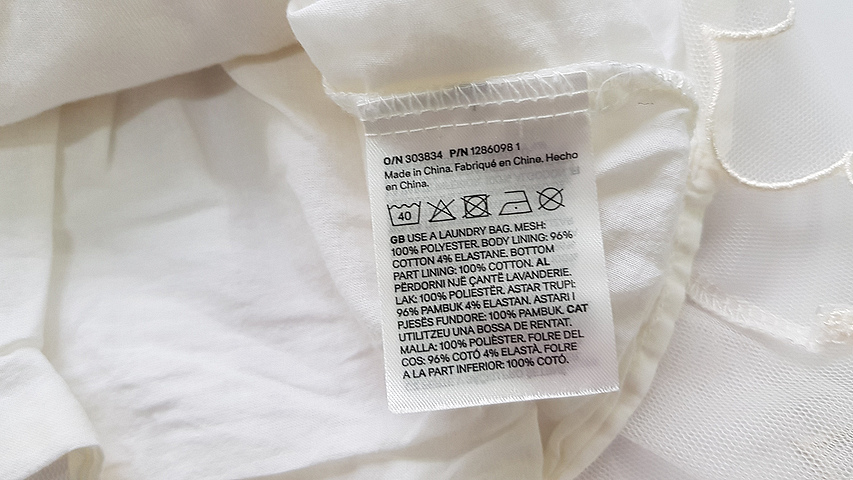 O/N 303834 P/N 1286098 1
Made in China. Fabriqué en Chine. Hecho
en China.
40
GB USE A LAUNDRY BAG. MESH:
100% POLYESTER. BODY LINING: 96%
COTTON 4% ELASTANE. BOTTOM
PART LINING: 100% COTTON. AL
PËRDORNI NJË ÇANTË LAVANDERIE.
LAK: 100% POLIESTËR. ASTAR TRUPI:
96% PAMBUK 4% ELASTAN. ASTARI I
PJESËS FUNDORE: 100% PAMBUK. CAT
UTILITZEU UNA BOSSA DE RENTAT.
MALLA: 100% POLIÈSTER. FOLRE DEL
COS: 96% COTÓ 4% ELASTÀ. FOLRE
A LA PART INFERIOR: 100% COTÓ.